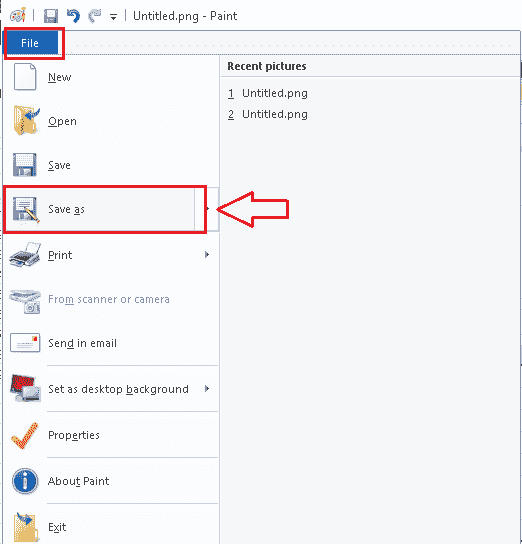 Untitled.png - Paint
File
New
Open
Save
Save as
Print
From scanner or camera
Send in email
Set as desktop background
Properties
About Paint
Exit
Recent pictures
1 Untitled.png
2 Untitled.png